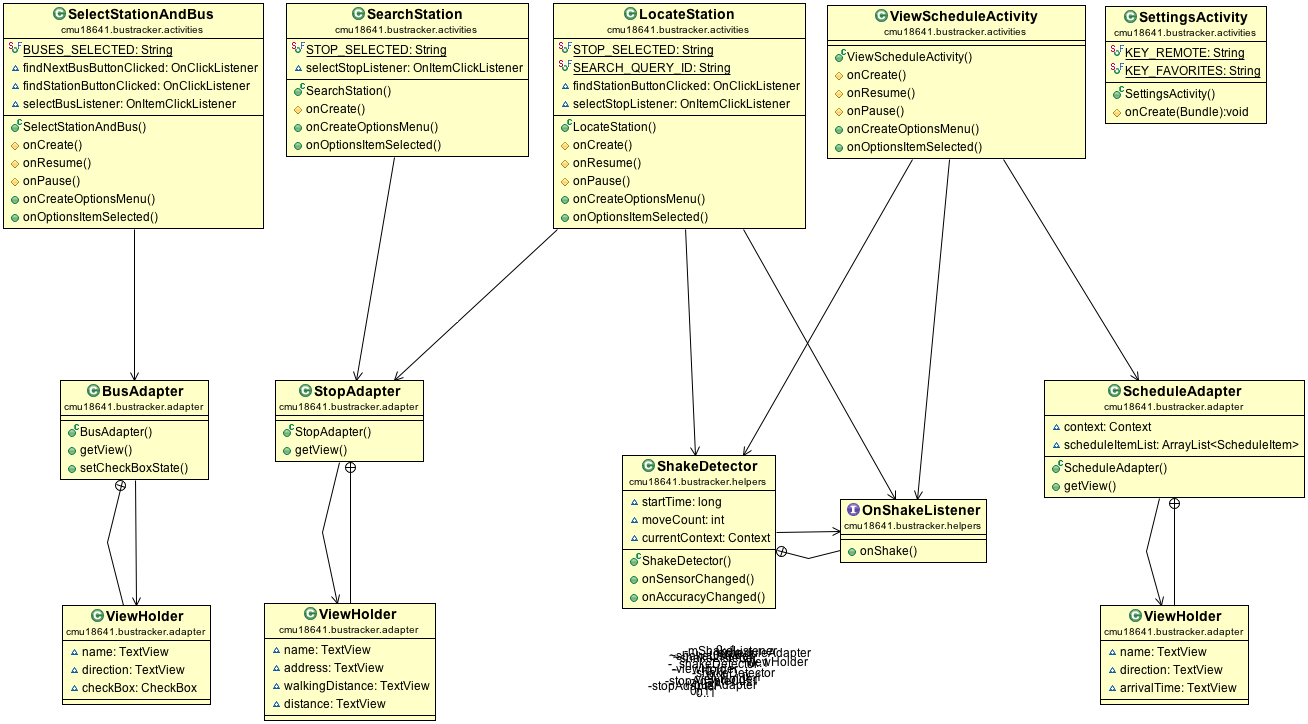 SelectStationAndBus
cmu18641.bustracker.activities
BUSES_SELECTED: String
findNextBusButtonClicked: OnClickListener
findStationButtonClicked: OnClickListener
selectBusListener: OnItemClickListener
SelectStationAndBus()
onCreate()
onResume()
onPause()
onCreateOptionsMenu()
onOptionsItemSelected()
SearchStation
cmu18641.bustracker.activities
STOP_SELECTED: String
selectStopListener: OnItemClickListener
SearchStation()
onCreate()
onCreateOptionsMenu()
onOptionsItemSelected()
LocateStation
cmu18641.bustracker.activities
STOP_SELECTED: String
SEARCH_QUERY_ID: String
findStationButtonClicked: OnClickListener
selectStopListener: OnItemClickListener
LocateStation()
onCreate()
onResume()
onPause()
onCreateOptionsMenu()
onOptionsItemSelected()
ViewScheduleActivity
cmu18641.bustracker.activities
ViewScheduleActivity()
onCreate()
onResume()
onPause()
onCreateOptionsMenu()
onOptionsItemSelected()
SettingsActivity
cmu18641.bustracker.activities
KEY_REMOTE: String
KEY_FAVORITES: String
SettingsActivity()
onCreate(Bundle):void
BusAdapter
cmu18641.bustracker.adapter
BusAdapter()
getView()
setCheckBoxState()
StopAdapter
cmu18641.bustracker.adapter
StopAdapter()
getView()
ShakeDetector
cmu18641.bustracker.helpers
startTime: long
moveCount: int
currentContext: Context
ShakeDetector()
onSensorChanged()
onAccuracyChanged()
OnShakeListener
cmu18641.bustracker.helpers
onShake()
ScheduleAdapter
cmu18641.bustracker.adapter
context: Context
scheduleItemList: ArrayList<ScheduleItem>
ScheduleAdapter()
getView()
ViewHolder
cmu18641.bustracker.adapter
name: TextView
direction: TextView
checkBox: CheckBox
ViewHolder
cmu18641.bustracker.adapter
name: TextView
address: TextView
walkingDistance: TextView
distance: TextView
ViewHolder
cmu18641.bustracker.adapter
name: TextView
direction: TextView
arrivalTime: TextView